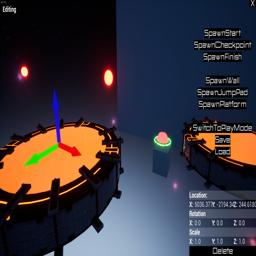 Editing
X
SpawnStart
SpawnCheckpoint
SpawnFinish
SpawnWall
SpawnJumpPad
SpawnPlatform
SwitchToPlayMode
Save
Load
Location:
Rotation
X: 0.0 Y: 0.0 Z: 0.0
Scale
X: 1.0 Y: 1.0 Z: 1.0
Delete